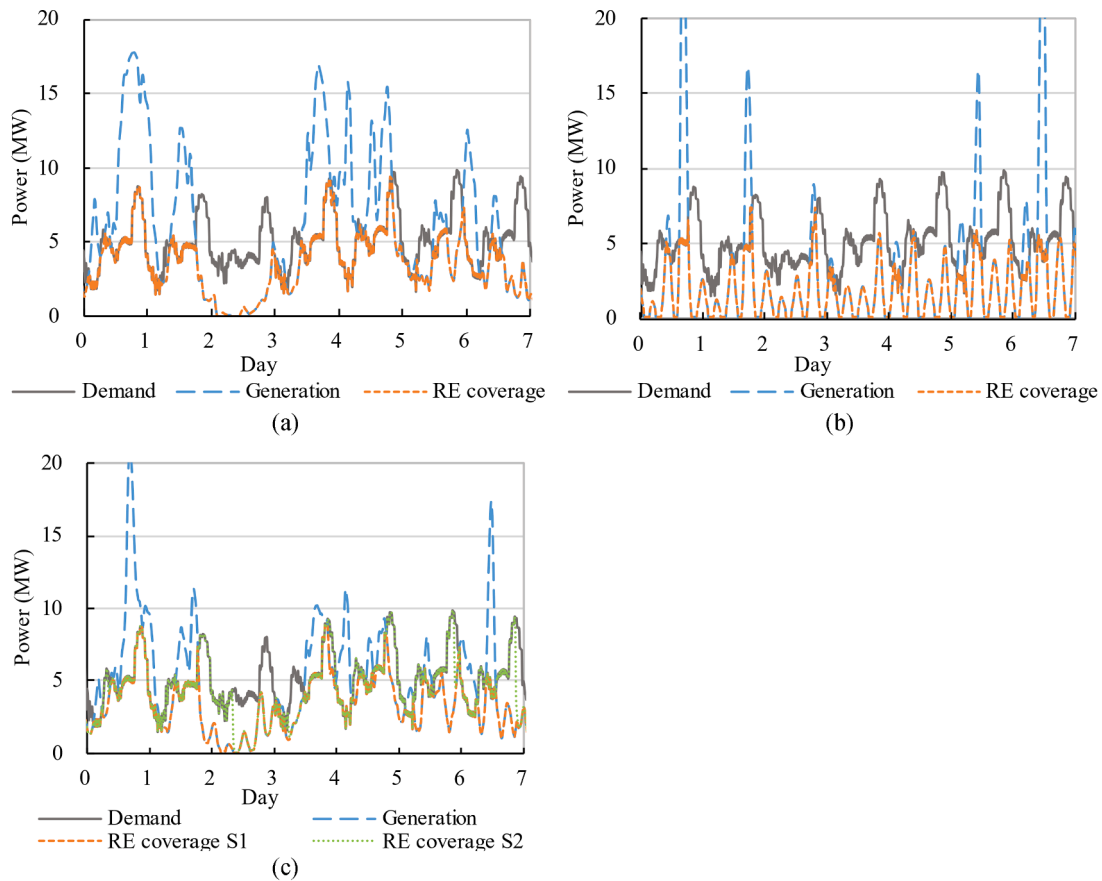 20
15
10
5
0
Power (MW)
0 1 2 3 4 5 6 7
Day
Demand Generation RE coverage
(a)
20
15
10
5
0
Power (MW)
0 1 2 3 4 5 6 7
Day
Demand Generation RE coverage
(b)
20
15
10
5
0
Power (MW)
0 1 2 3 4 5 6 7
Day
Demand Generation
RE coverage S1 RE coverage S2
(c)